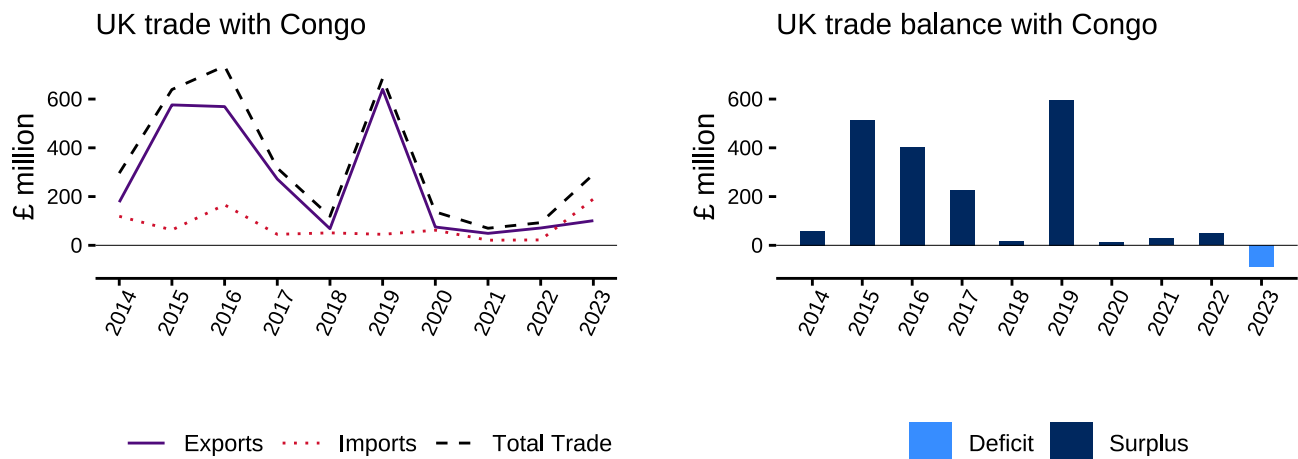 UK trade with Congo
£ million
600
400
200
0
2014 2015 2016 2017 2018 2019 2020 2021 2022 2023
Exports Imports Total Trade
UK trade balance with Congo
£ million
600
400
200
0
2014 2015 2016 2017 2018 2019 2020 2021 2022 2023
Deficit Surplus